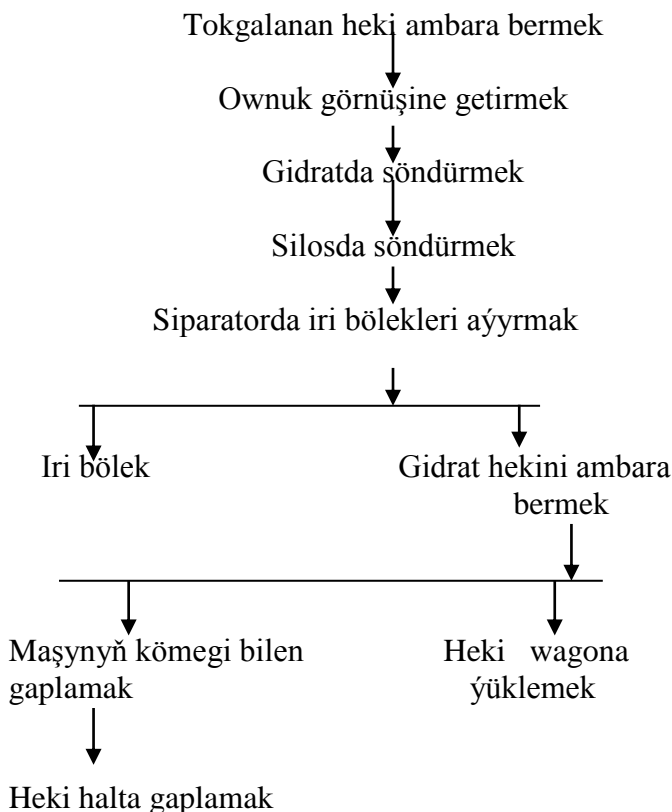 Tokgalanan heki ambara bermek
Ownuk görnüşine getirmek
Gidratda söndürmek
Silosda söndürmek
Siparatorda iri bölekleri aýyrmak
Iri bölek
Gidrat hekini ambara
bermek
Maşynyň kömegi bilen
gaplamak
Heki wagona
ýüklemek
Heki halta gaplamak